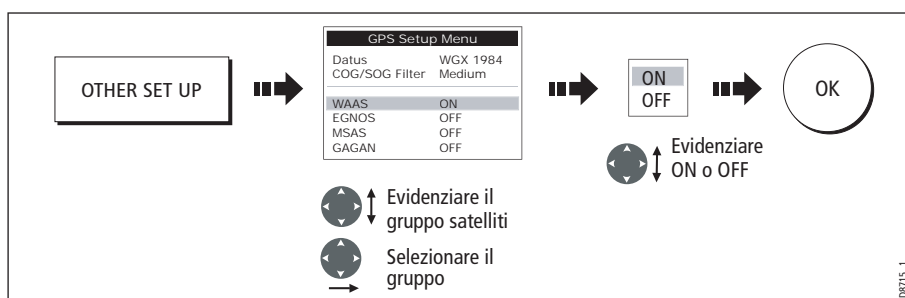 OTHER SET UP
GPS Setup Menu
Datus WGX 1984
COG/SOG Filter Medium
WAAS ON
EGNOS OFF
MSAS OFF
GAGAN OFF
Evidenziare il
gruppo satelliti
Selezionare il
gruppo
ON
OFF
Evidenziare
ON o OFF
OK
D8715_1